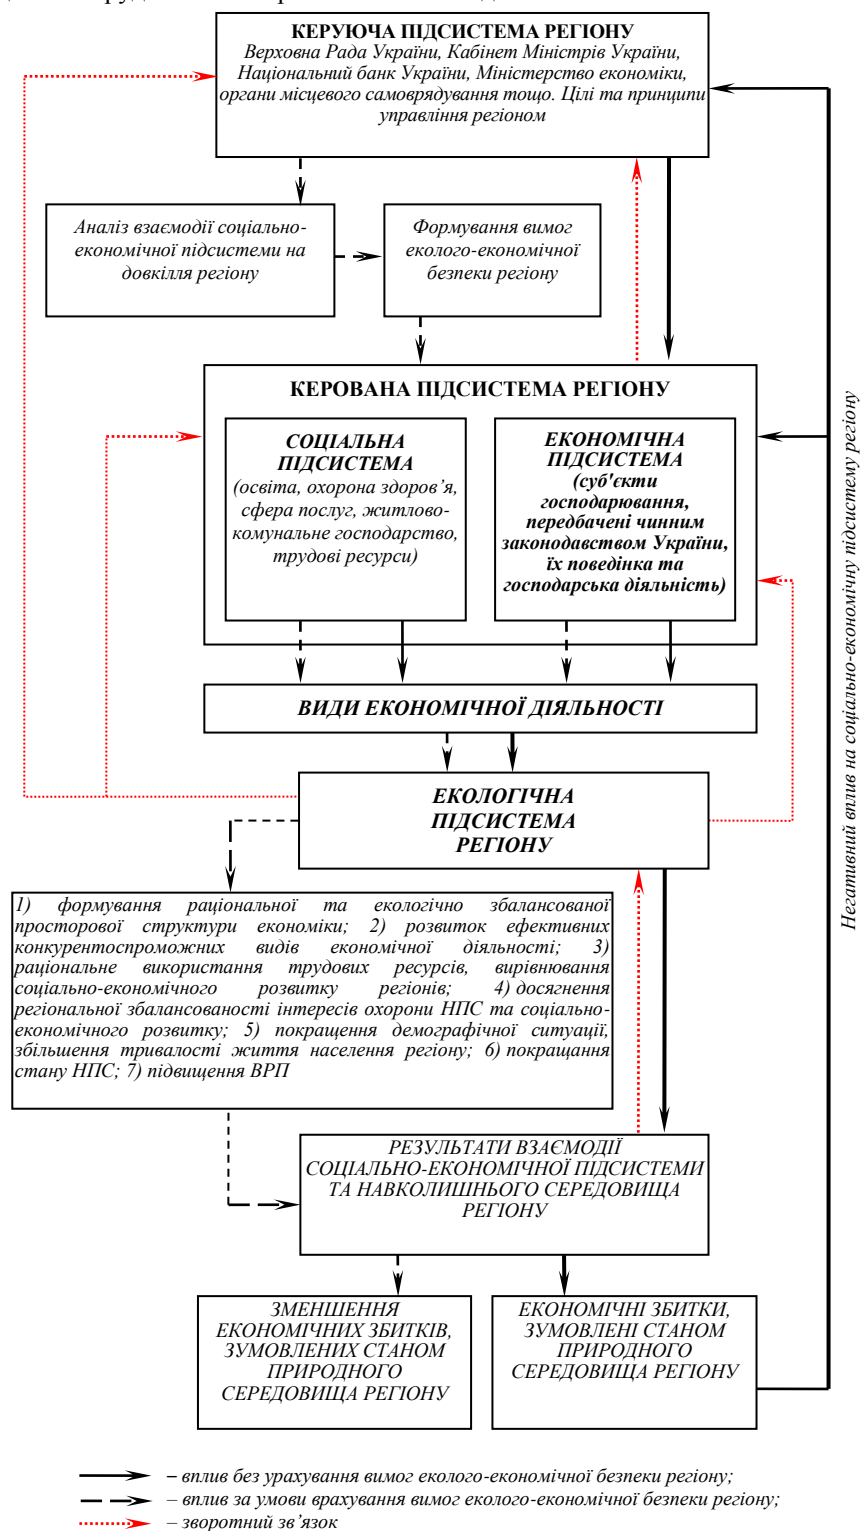 КЕРУЮЧА ПІДСИСТЕМА РЕГІОНУ
Верховна Рада України, Кабінет Міністрів України,
Національний банк України, Міністерство економіки,
органи місцевого самоврядування тощо. Цілі та принципи
управління регіоном
Аналіз взаємодії соціально-
економічної підсистеми на
довкілля регіону
Формування вимог
еколого-економічної
безпеки регіону
КЕРОВАНА ПІДСИСТЕМА РЕГІОНУ
СОЦІАЛЬНА
ПІДСИСТЕМА
(освіта, охорона здоров’я,
сфера послуг, житлово-
комунальне господарство,
трудові ресурси)
ЕКОНОМІЧНА
ПІДСИСТЕМА
(суб'єкти
господарювання,
передбачені чинним
законодавством України,
їх поведінка та
господарська діяльність)
Негативний вплив на соціально-економічну підсистему регіону
ВИДИ ЕКОНОМІЧНОЇ ДІЯЛЬНОСТІ
ЕКОЛОГІЧНА
ПІДСИСТЕМА
РЕГІОНУ
1) формування раціональної та екологічно збалансованої
просторової структури економіки; 2) розвиток ефективних
конкурентоспроможних видів економічної діяльності; 3)
раціональне використання трудових ресурсів, вирівнювання
соціально-економічного розвитку регіонів; 4) досягнення
регіональної збалансованості інтересів охорони НПС та соціально-
економічного розвитку; 5) покращення демографічної ситуації,
збільшення тривалості життя населення регіону; 6) покращання
стану НПС; 7) підвищення ВРП
РЕЗУЛЬТАТИ ВЗАЄМОДІЇ
СОЦІАЛЬНО-ЕКОНОМІЧНОЇ ПІДСИСТЕМИ
ТА НАВКОЛИШНЬОГО СЕРЕДОВИЩА
РЕГІОНУ
ЗМЕНШЕННЯ
ЕКОНОМІЧНИХ ЗБИТКІВ,
ЗУМОВЛЕНИХ СТАНОМ
ПРИРОДНОГО
СЕРЕДОВИЩА РЕГІОНУ
ЕКОНОМІЧНІ ЗБИТКИ,
ЗУМОВЛЕНІ СТАНОМ
ПРИРОДНОГО
СЕРЕДОВИЩА РЕГІОНУ
– вплив без урахування вимог еколого-економічної безпеки регіону;
– вплив за умови врахування вимог еколого-економічної безпеки регіону;
– зворотний зв’язок